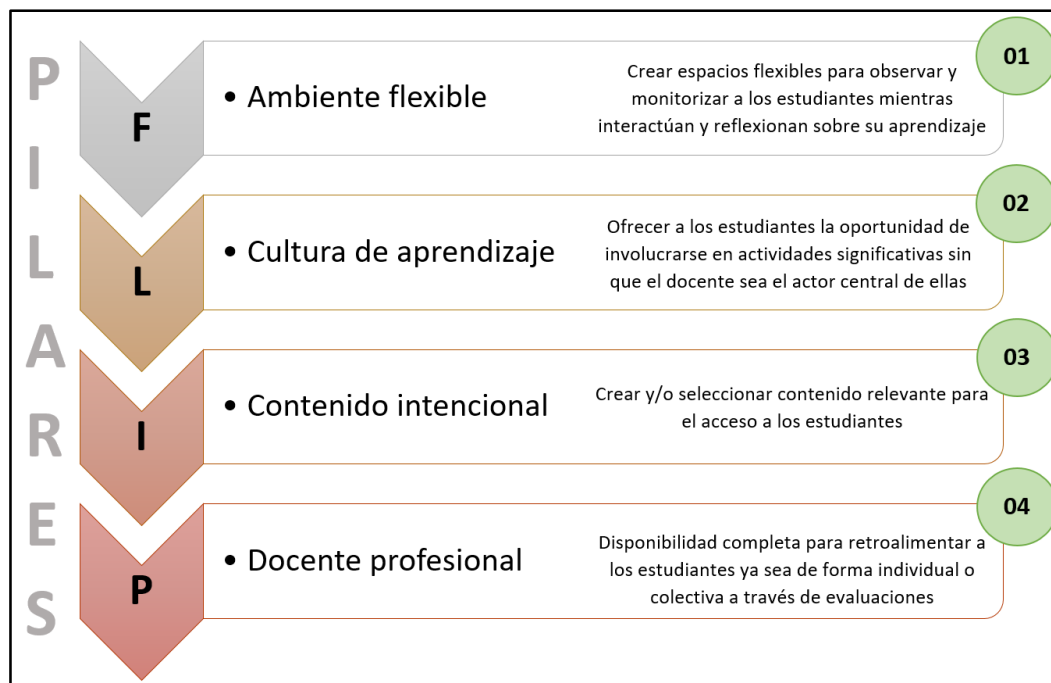 PILARES
F
• Ambiente flexible
Crear espacios flexibles para observar y
monitorizar a los estudiantes mientras
interactúan y reflexionan sobre su aprendizaje
01
L
• Cultura de aprendizaje
Ofrecer a los estudiantes la oportunidad de
involucrarse en actividades significativas sin
que el docente sea el actor central de ellas
02
I
• Contenido intencional
Crear y/o seleccionar contenido relevante para
el acceso a los estudiantes
03
P
• Docente profesional
Disponibilidad completa para retroalimentar a
los estudiantes ya sea de forma individual o
colectiva a través de evaluaciones
04